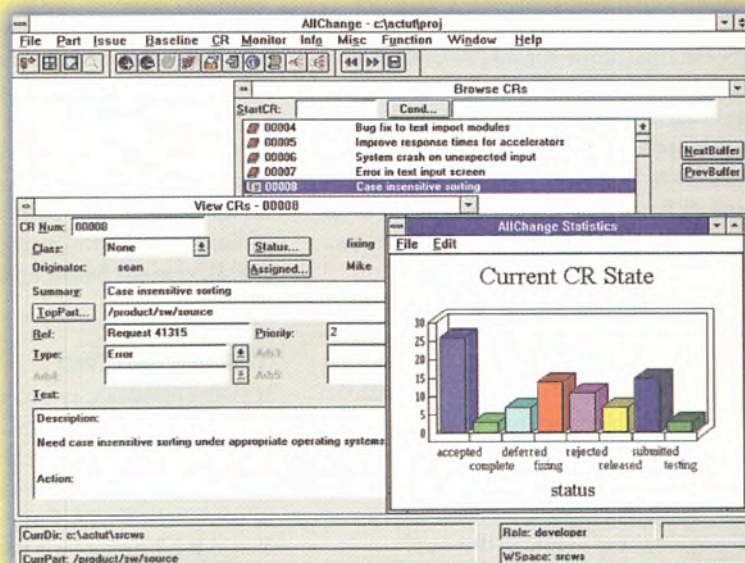 AllChange - c:\actut\proj
File Part Issue Baseline CR Monitor Info Misc Function Window Help
Browse CRs
StartCR: Cond...
00004 Bug fix to text import modules
00005 Improve response times for accelerators
00006 System crash on unexpected input
00007 Error in text input screen
00008 Case insensitive sorting
NextBuffer
PrevBuffer
View CRs - 00008
CR Num: 00008
Class: None Status... fixing
Originator: sean Assigned... Mike
Summary: Case insensitive sorting
TopPart... /product/sw/source
Ref: Request 41315 Priority: 2
Type: Error Arb3:
Arb4: Arb5:
Text:
Description:
Need case insensitive sorting under appropriate operating systems
Action:
AllChange Statistics
File Edit
Current CR State
30
25
20
15
10
5
0
accepted deferred rejected submitted
complete fixing released testing
status
CurrDir: c:\actut\srcws Role: developer
CurrPart: /product/sw/source WSpace: srcws